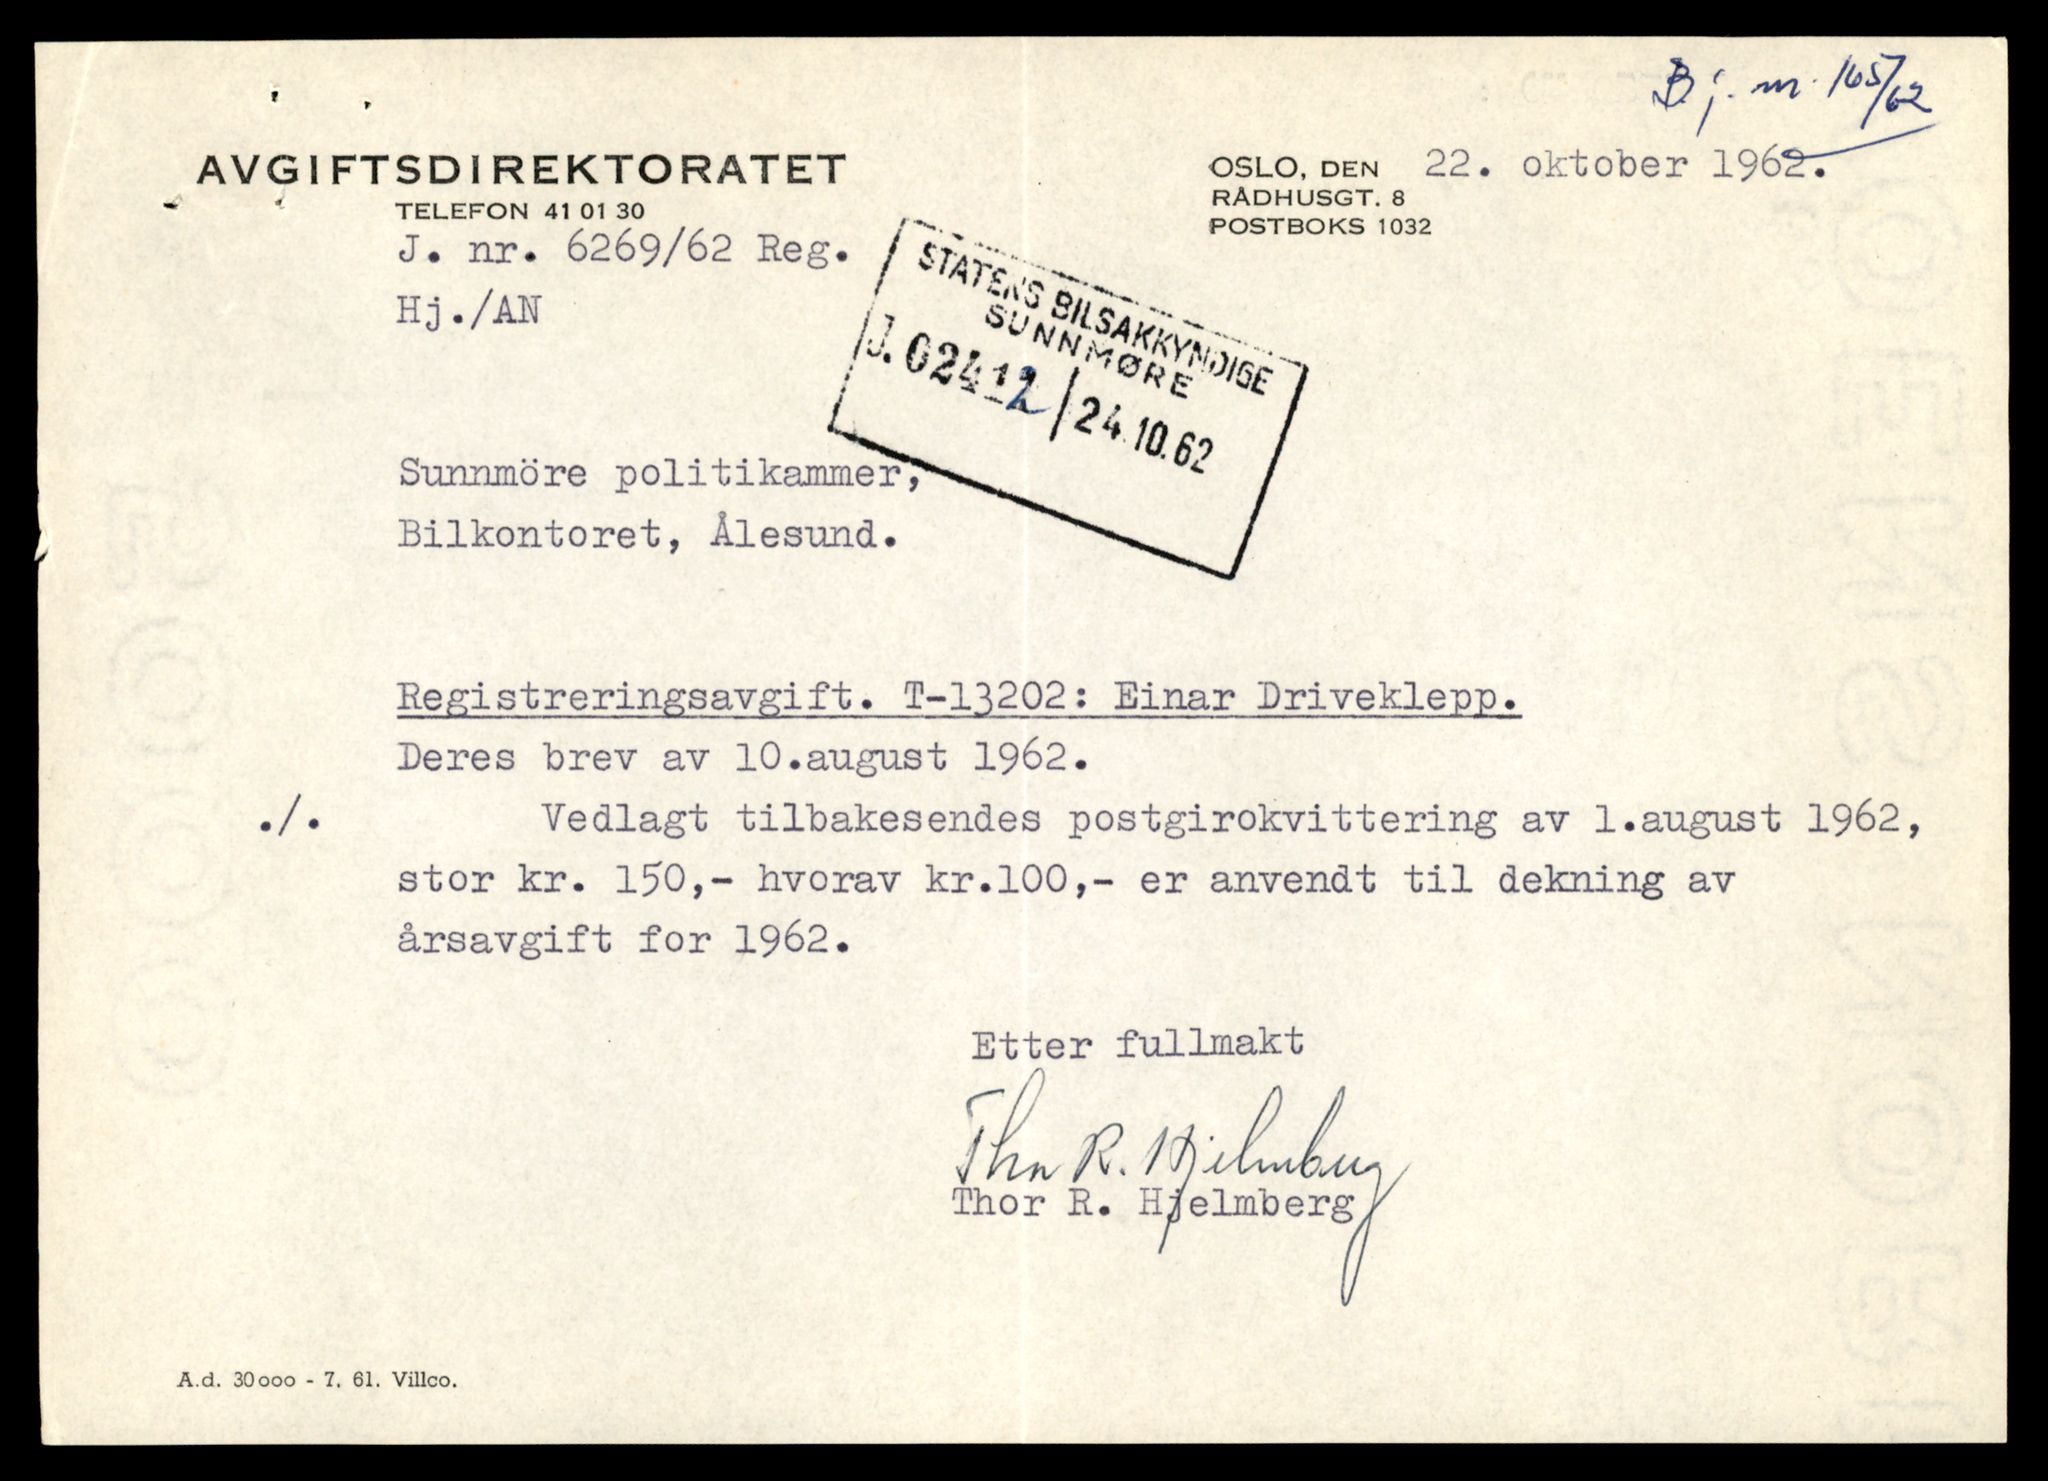 B j. m. 165/62
AVGIFTSDIREKTORATET
TELEFON 41 01 30
J. nr. 6269/62 Reg.
Hj./AN
OSLO, DEN 22. oktober 1962.
RÅDHUSGT. 8
POSTBOKS 1032
STATENS BILSAKKYNDIGE
SUNNMØRE
J. 02412 / 24.10.62
Sunnmöre politikammer,
Bilkontoret, Ålesund.
Registreringsavgift. T-13202: Einar Driveklepp.
Deres brev av 10.august 1962.
./. Vedlagt tilbakesendes postgirokvittering av 1.august 1962,
stor kr. 150,- hvorav kr.100,- er anvendt til dekning av
årsavgift for 1962.
Etter fullmakt
Thor R. Hjelmberg
Thor R. Hjelmberg
A.d. 30000 - 7. 61. Villco.